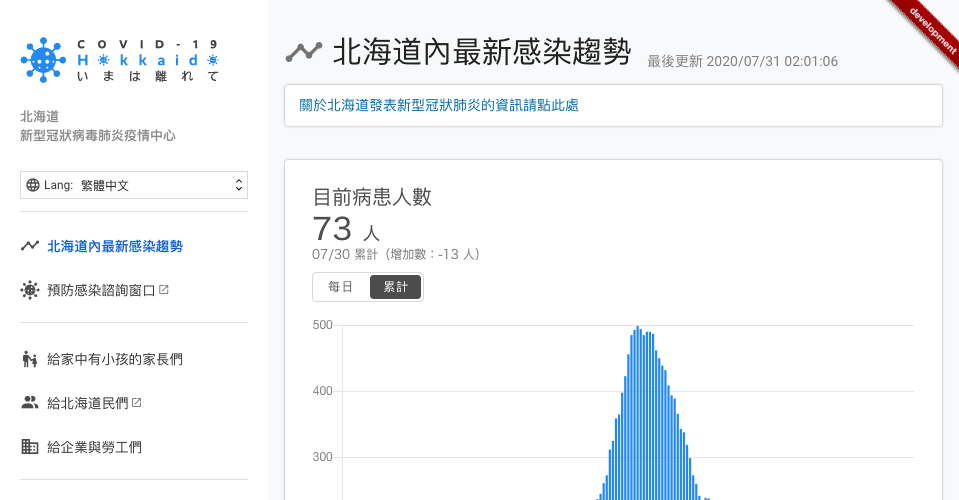 COVID-19
Hokkaido
いまは離れて
北海道
新型冠狀病毒肺炎疫情中心
Lang: 繁體中文
北海道內最新感染趨勢
預防感染諮詢窗口
給家中有小孩的家長們
給北海道民們
給企業與勞工們
development
北海道內最新感染趨勢 最後更新 2020/07/31 02:01:06
關於北海道發表新型冠狀肺炎的資訊請點此處
目前病患人數
73 人
07/30 累計（增加數：-13 人）
每日 累計
500
400
300